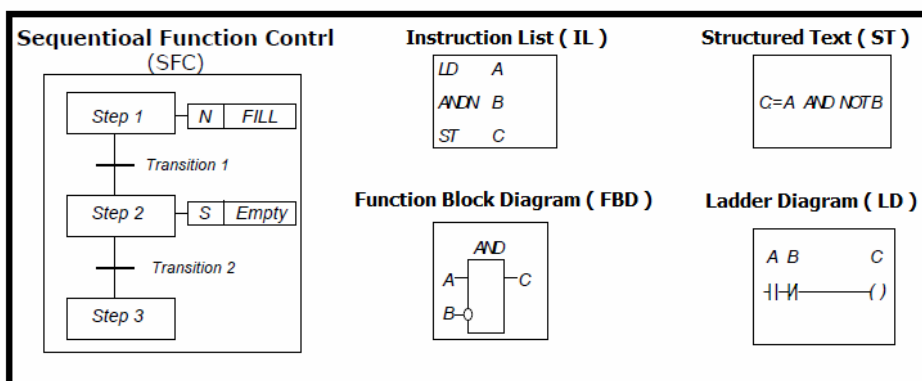 Sequentioal Function Contrl
(SFC)
Step 1
N FILL
Transition 1
Step 2
S Empty
Transition 2
Step 3
Instruction List ( IL )
LD A
ANDN B
ST C
Structured Text ( ST )
C:=A AND NOT B
Function Block Diagram ( FBD )
AND
A
C
B
Ladder Diagram ( LD )
A B C